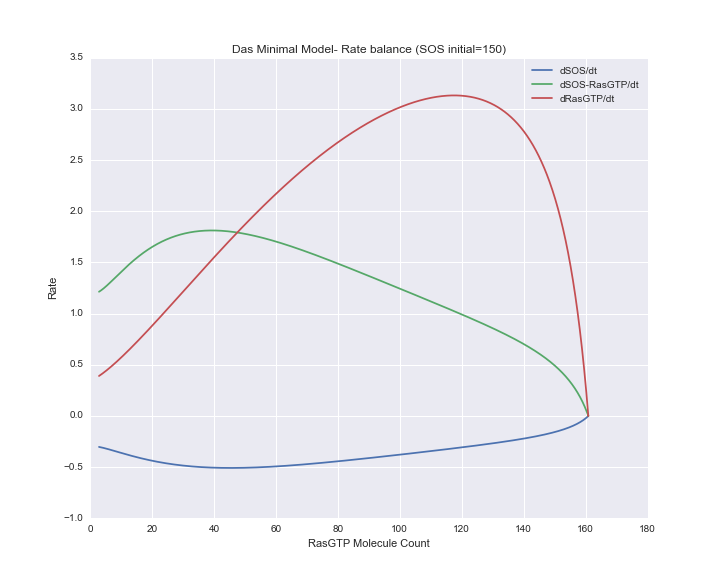 Das Minimal Model- Rate balance (SOS initial=150)
dSOS/dt
dSOS-RasGTP/dt
dRasGTP/dt
3.5
3.0
2.5
2.0
1.5
1.0
0.5
0.0
−0.5
−1.0
Rate
0 20 40 60 80 100 120 140 160 180
RasGTP Molecule Count